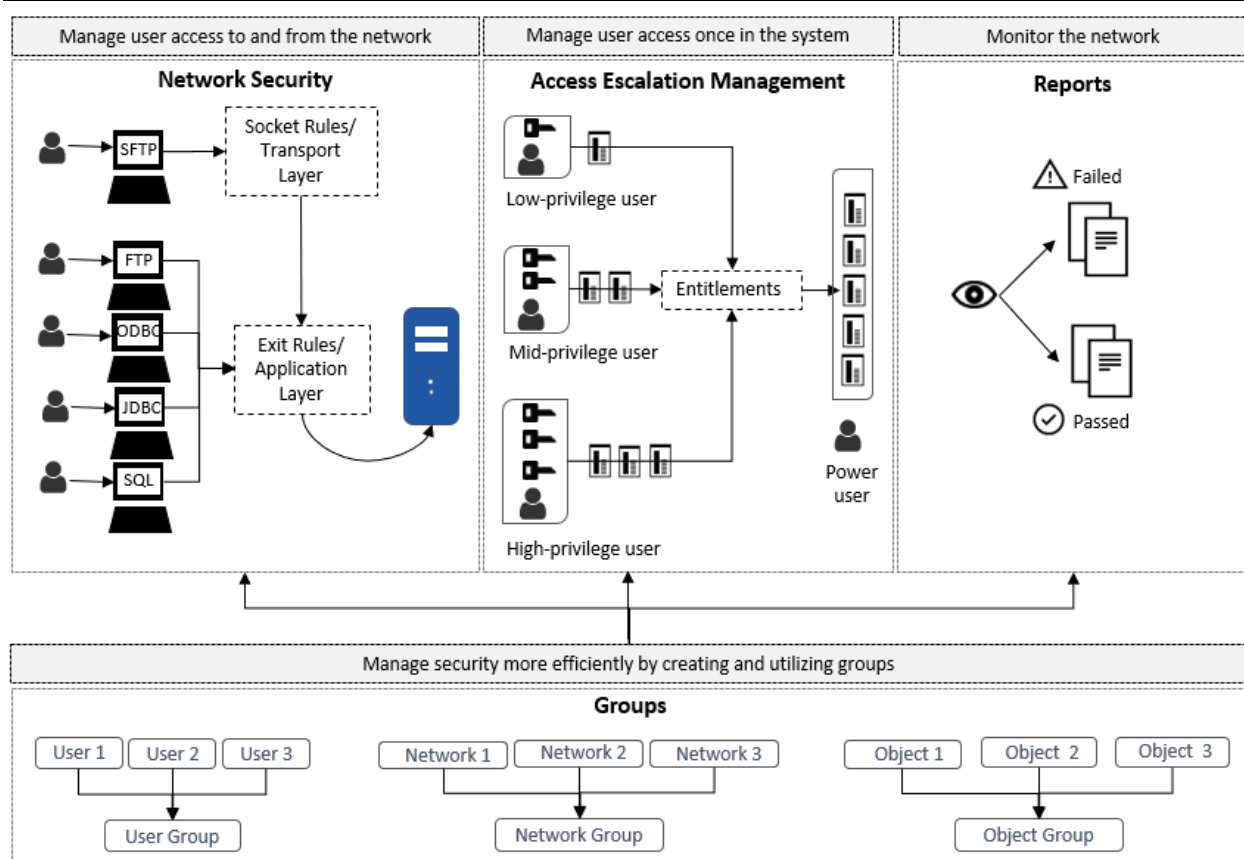 Manage user access to and from the network
Manage user access once in the system
Monitor the network
Network Security
Access Escalation Management
Reports
SFTP
Socket Rules/
Transport
Layer
FTP
ODBC
JDBC
SQL
Exit Rules/
Application
Layer
Low-privilege user
Mid-privilege user
High-privilege user
Entitlements
Power
user
Failed
Passed
Manage security more efficiently by creating and utilizing groups
Groups
User 1
User 2
User 3
User Group
Network 1
Network 2
Network 3
Network Group
Object 1
Object 2
Object 3
Object Group